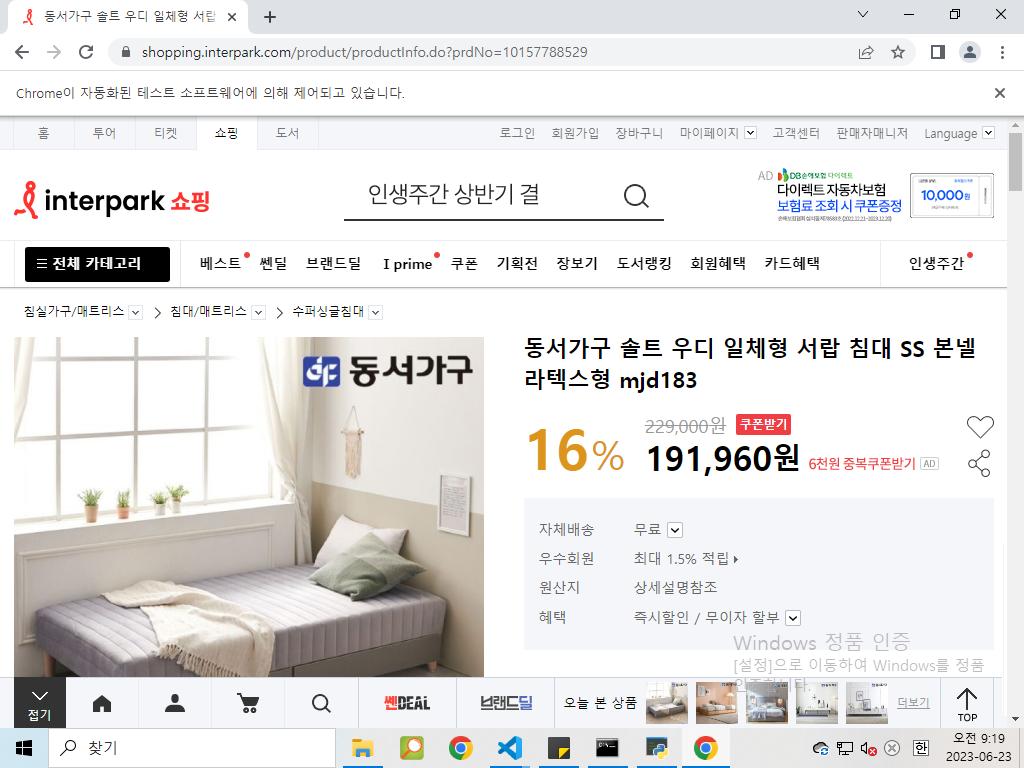 동서가구 솔트 우디 일체형 서랍
shopping.interpark.com/product/productInfo.do?prdNo=10157788529
Chrome이 자동화된 테스트 소프트웨어에 의해 제어되고 있습니다.
홈 투어 티켓 쇼핑 도서 로그인 회원가입 장바구니 마이페이지 고객센터 판매자매니저 Language
interpark 쇼핑
인생주간 상반기 결
AD DB손해보험 다이렉트
다이렉트 자동차보험
보험료 조회 시 쿠폰증정
10,000원
전체 카테고리 베스트 쎈딜 브랜드딜 I prime 쿠폰 기획전 장보기 도서랭킹 회원혜택 카드혜택 인생주간
침실가구/매트리스 침대/매트리스 수퍼싱글침대
동서가구
동서가구 솔트 우디 일체형 서랍 침대 SS 본넬
라텍스형 mjd183
16%
229,000원 쿠폰받기
191,960원 6천원 중복쿠폰받기 AD
자체배송 무료
우수회원 최대 1.5% 적립
원산지 상세설명참조
혜택 즉시할인 / 무이자 할부
Windows 정품 인증
[설정]으로 이동하여 Windows를 정품
접기
쎈DEAL
브랜드딜
오늘 본 상품
더보기
TOP
찾기
한
오전 9:19
2023-06-23